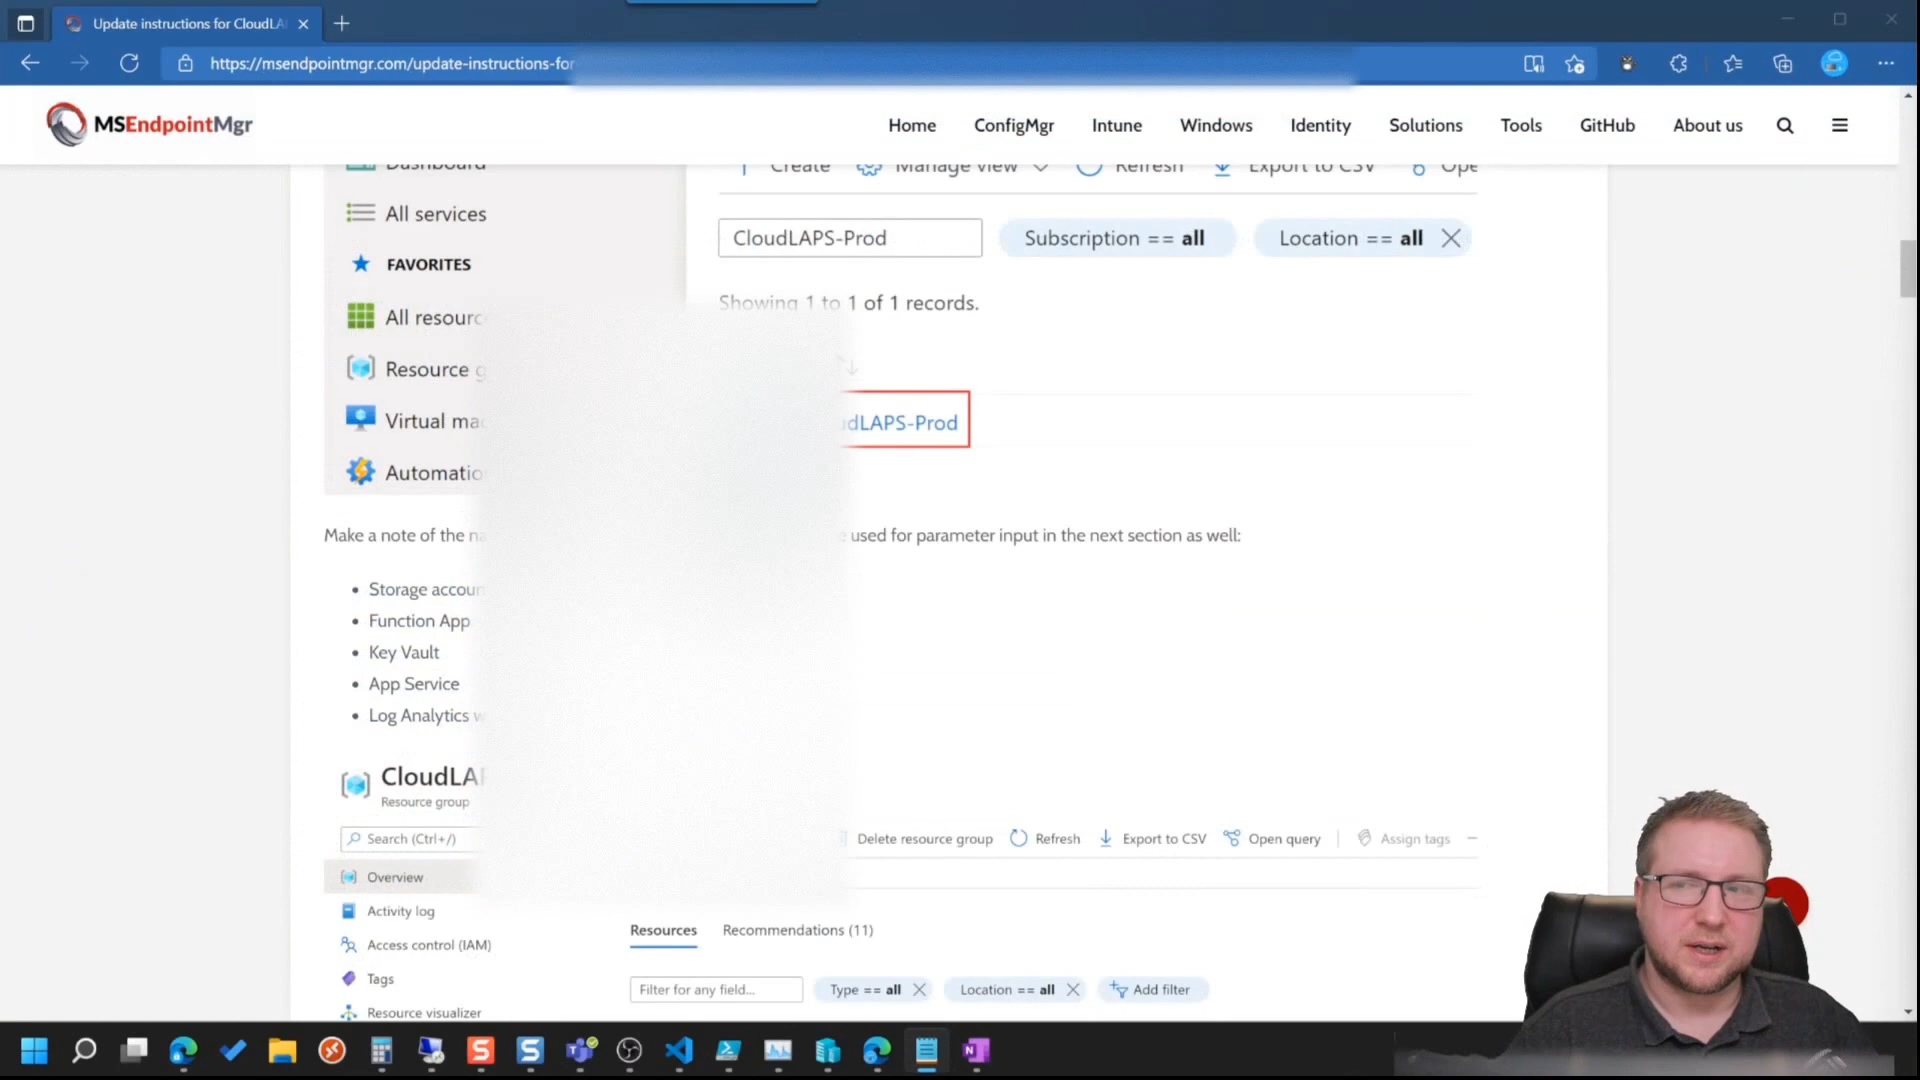 Update instructions for CloudLA
https://msendpointmgr.com/update-instructions-for
MSEndpointMgr
Home ConfigMgr Intune Windows Identity Solutions Tools GitHub About us
Dashboard
Create Manage view Refresh Export to CSV
All services
CloudLAPS-Prod Subscription == all Location == all
FAVORITES
Showing 1 to 1 of 1 records.
All
Resource
Virtual
dLAPS-Prod
Make a note of the
used for parameter input in the next section as well:
Storage
Function App
Key Vault
App Service
Log Analytics
CloudLA
Resource group
Search (Ctrl+/)
Delete resource group Refresh Export to CSV Open query Assign tags
Overview
Activity log
Access control (IAM)
Tags
Resource visualizer
Resources Recommendations (11)
Filter for any field... Type == all Location == all Add filter